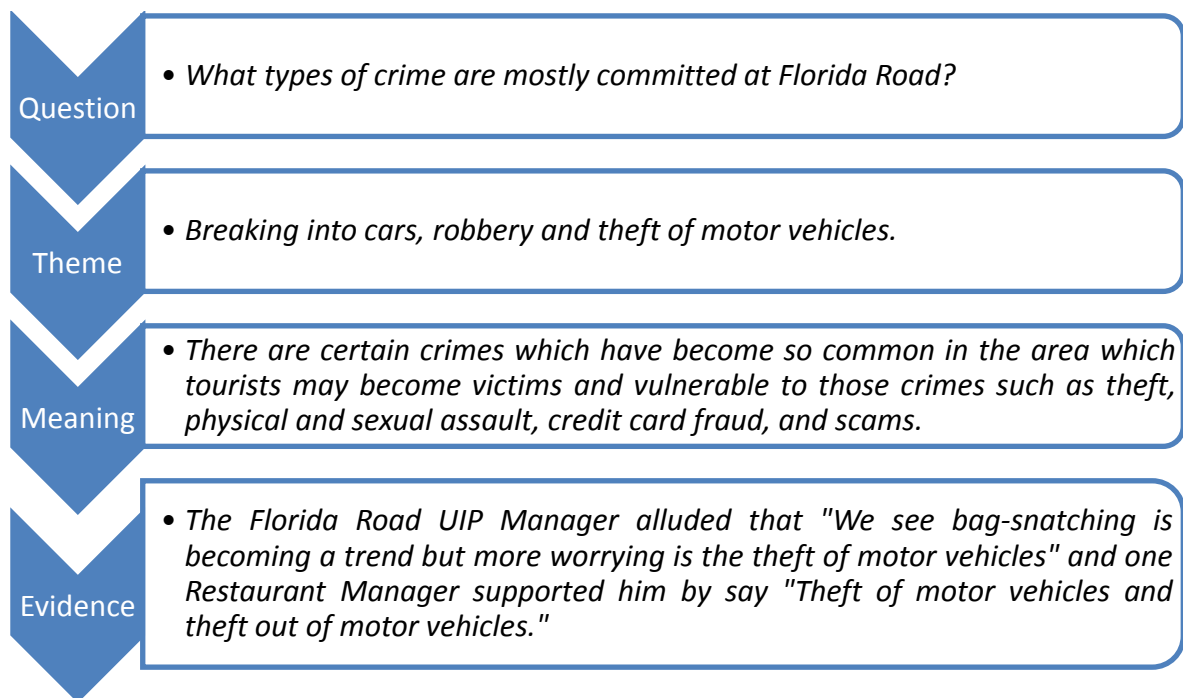 Question
• What types of crime are mostly committed at Florida Road?
Theme
• Breaking into cars, robbery and theft of motor vehicles.
Meaning
• There are certain crimes which have become so common in the area which
tourists may become victims and vulnerable to those crimes such as theft,
physical and sexual assault, credit card fraud, and scams.
Evidence
• The Florida Road UIP Manager alluded that "We see bag-snatching is
becoming a trend but more worrying is the theft of motor vehicles" and one
Restaurant Manager supported him by say "Theft of motor vehicles and
theft out of motor vehicles."